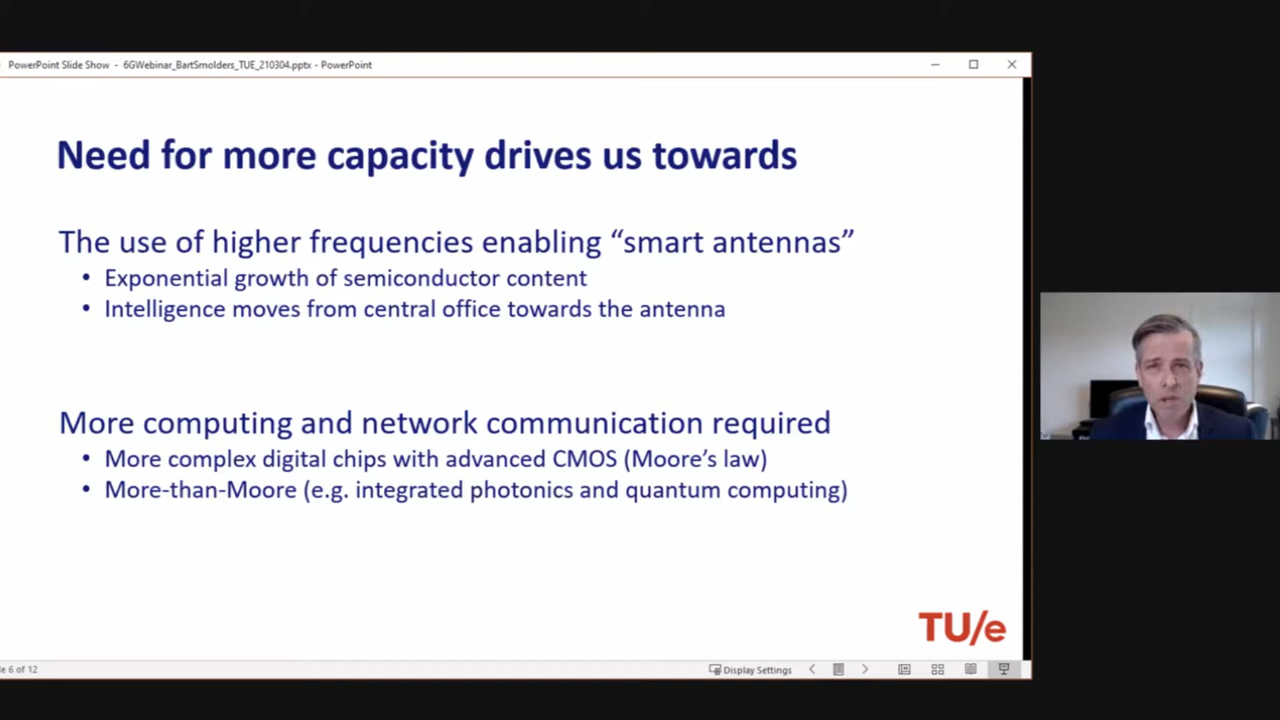 PowerPoint Slide Show - 6GWebinar_BartSmolders_TUE_210304.pptx - PowerPoint
Need for more capacity drives us towards
The use of higher frequencies enabling “smart antennas”
• Exponential growth of semiconductor content
• Intelligence moves from central office towards the antenna
More computing and network communication required
• More complex digital chips with advanced CMOS (Moore’s law)
• More-than-Moore (e.g. integrated photonics and quantum computing)
TU/e
6 of 12
Display Settings